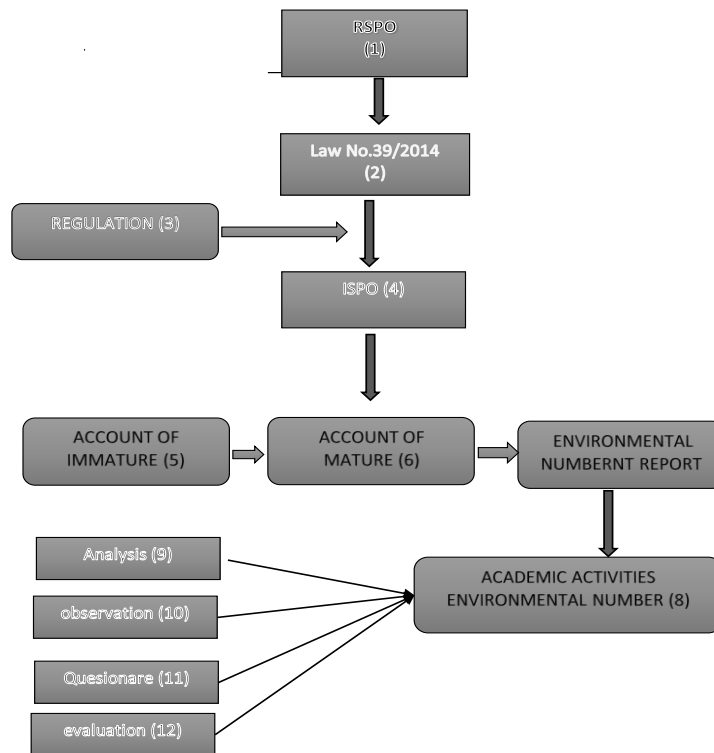 RSPO
(1)
Law No.39/2014
(2)
REGULATION (3)
ISPO (4)
ACCOUNT OF
IMMATURE (5)
ACCOUNT OF
MATURE (6)
ENVIRONMENTAL
NUMBERNT REPORT
Analysis (9)
observation (10)
Quesionare (11)
evaluation (12)
ACADEMIC ACTIVITIES
ENVIRONMENTAL NUMBER (8)